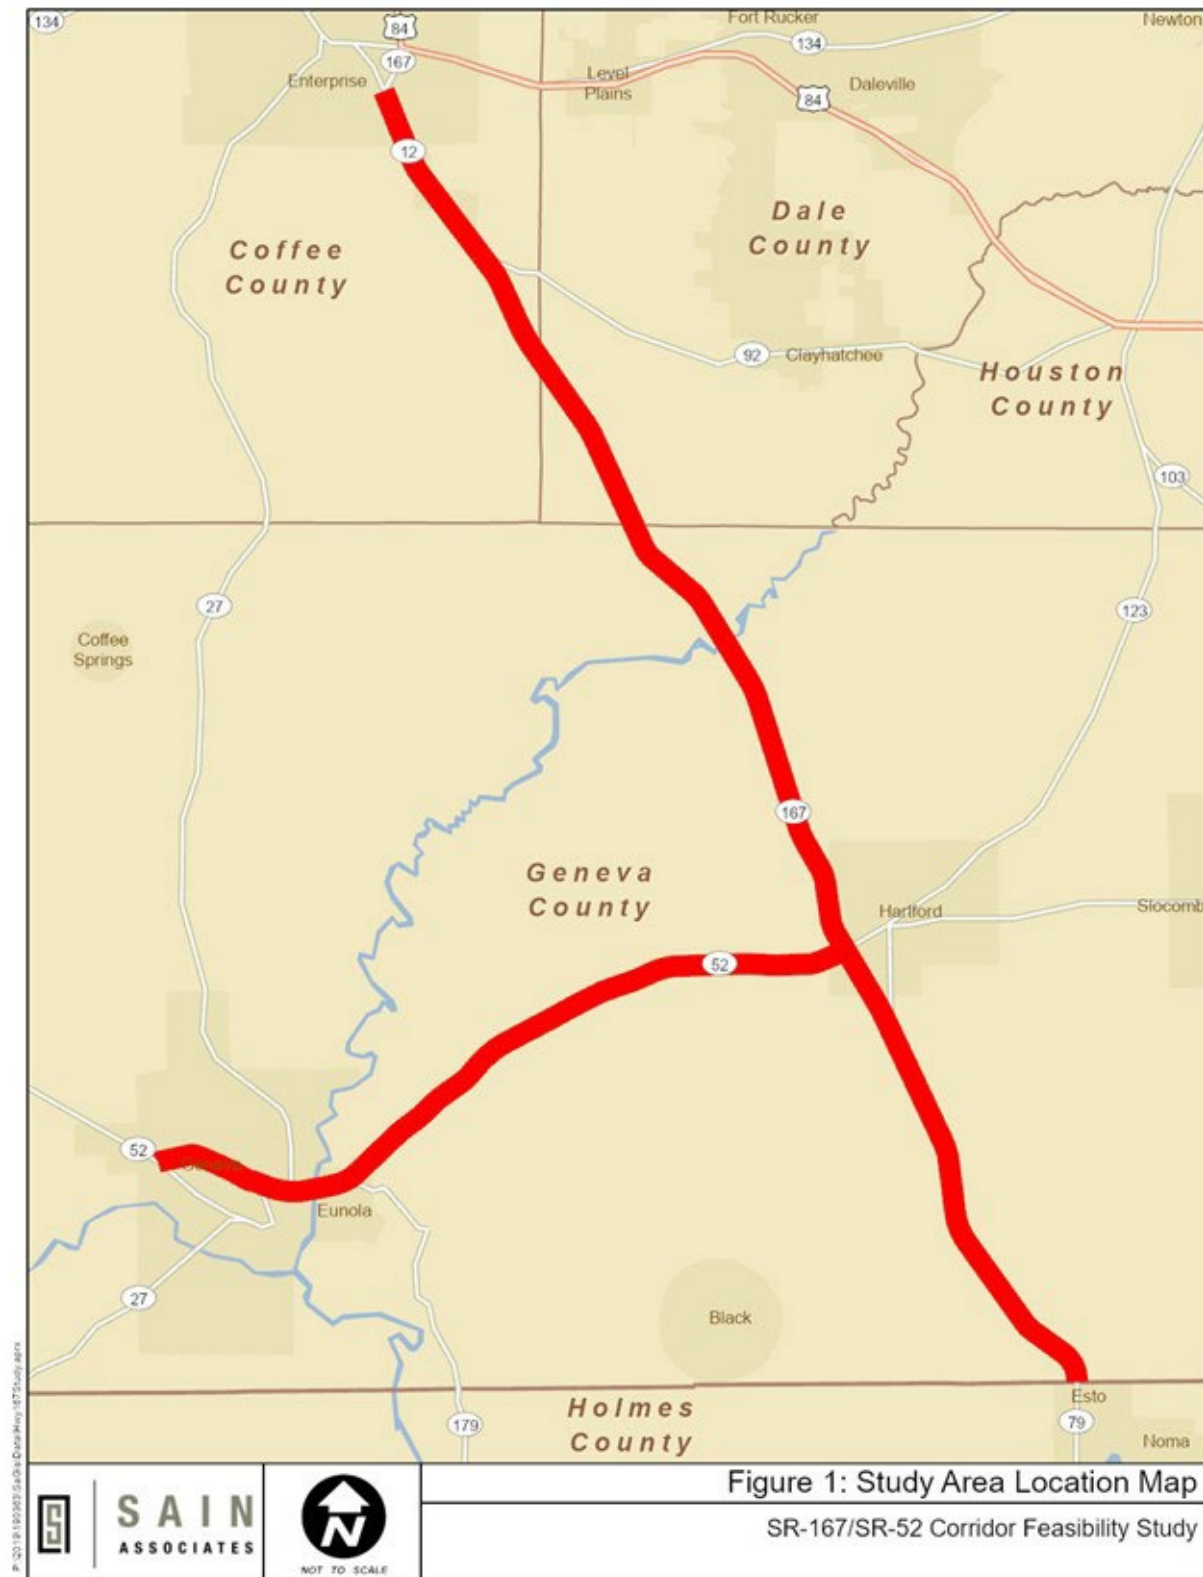 134
84
Fort Rucker
134
Newton
167
Enterprise
Level
Plains
84
Daleville
12
Dale
County
Coffee
County
92
Clayhatchee
Houston
County
103
27
123
Coffee
Springs
167
Geneva
County
Hartford
Slocomb
52
52
Geneva
Eunola
27
Black
179
Holmes
County
Esto
79
Noma
SAIN
ASSOCIATES
N
NOT TO SCALE
Figure 1: Study Area Location Map
SR-167/SR-52 Corridor Feasibility Study